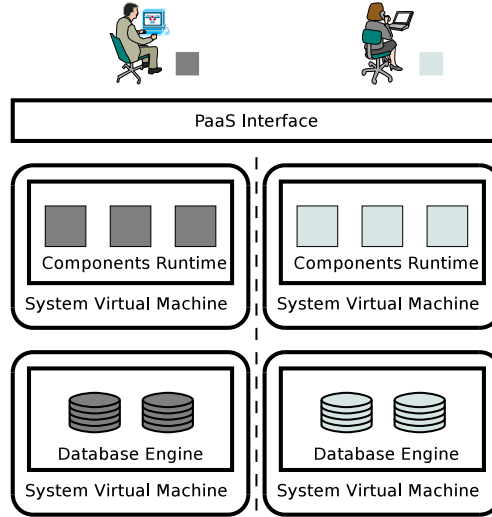 PaaS Interface
Components Runtime
Components Runtime
System Virtual Machine
System Virtual Machine
Database Engine
Database Engine
System Virtual Machine
System Virtual Machine